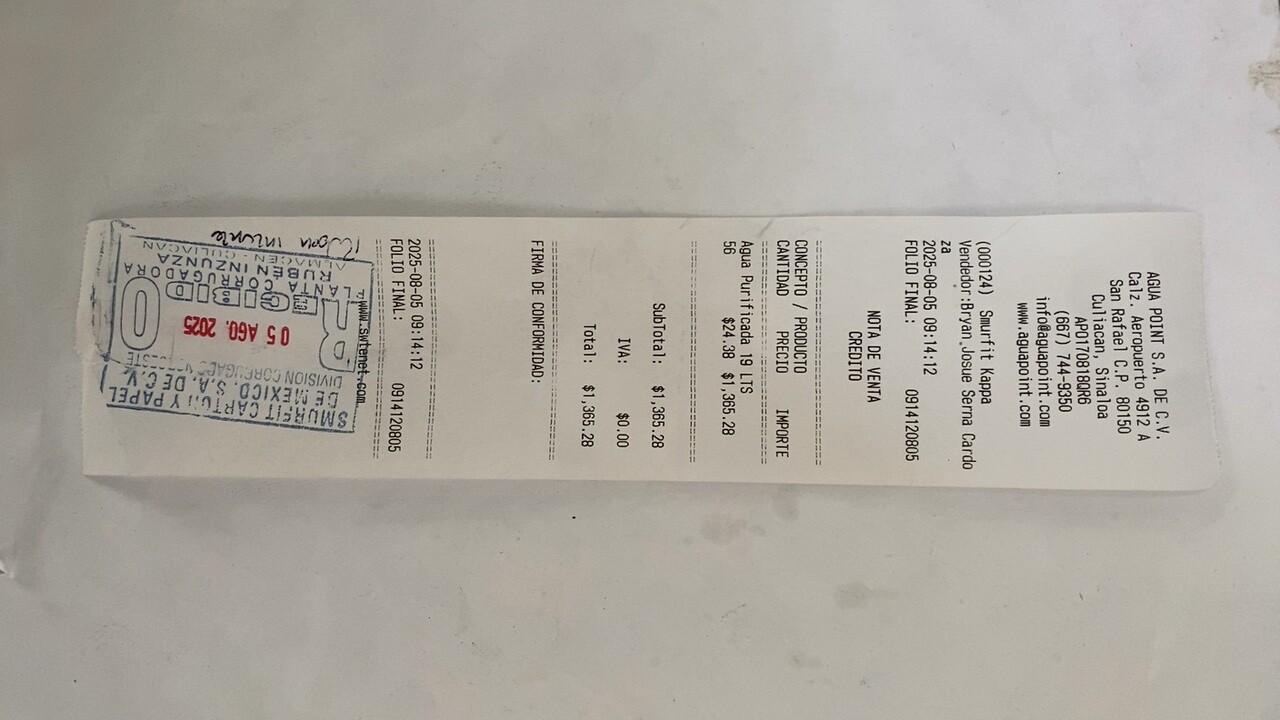 AGUA POINT S.A. DE C.V.
Calz. Aeropuerto 4912 A
San Rafael C.P. 80150
Culiacan, Sinaloa
APO170818QR6
(667) 744-9350
info@aguapoint.com
www.aguapoint.com
(000124) Smurfit Kappa
Vendedor:Bryan Josue Serna Cardo
za
2025-08-05 09:14:12
FOLIO FINAL: 0914120805
NOTA DE VENTA
CREDITO
CONCEPTO / PRODUCTO
CANTIDAD PRECIO IMPORTE
Agua Purificada 19 LTS
56 $24.38 $1,365.28
SubTotal: $1,365.28
IVA: $0.00
Total: $1,365.28
FIRMA DE CONFORMIDAD:
2025-08-05 09:14:12
FOLIO FINAL: 0914120805
www.swtenet.com
SMURFIT CARTON Y PAPEL
DE MEXICO, S.A. DE C.V.
DIVISION CORRUGADO NOROESTE
RECIBIDO
05 AGO. 2025
PLANTA CORRUGADORA
RUBÉN INZUNZA
ALMACEN - CULIACAN